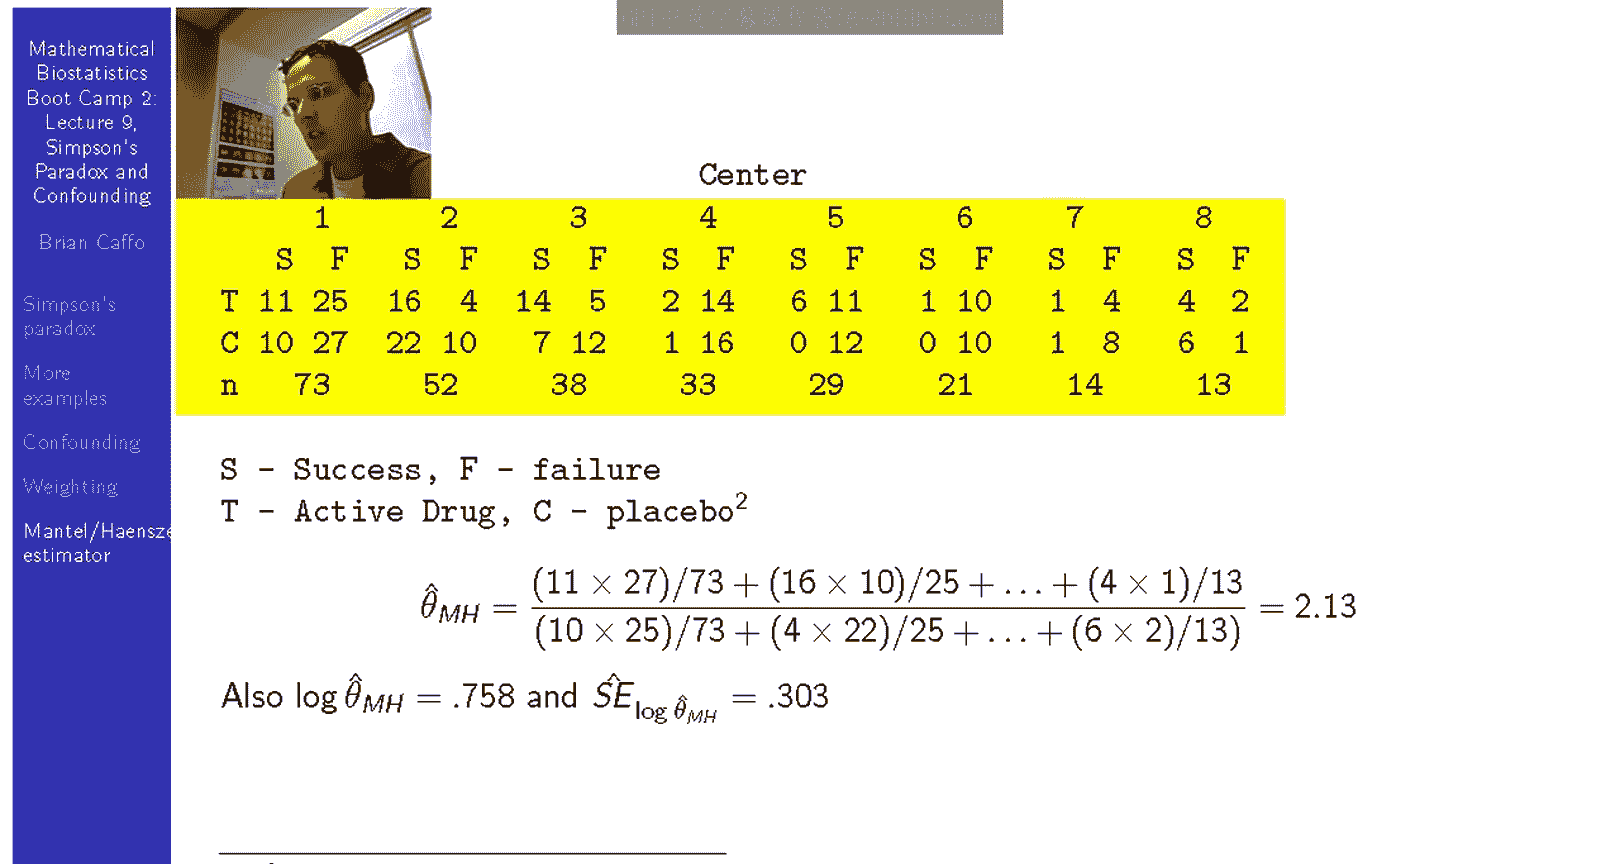 Mathematical
Biostatistics
Boot Camp 2:
Lecture 9,
Simpson's
Paradox and
Confounding
Brian Caffo
Simpson's
paradox
More
examples
Confounding
Weighting
Mantel/Haensze
estimator
Center
1 2 3 4 5 6 7 8
S F S F S F S F S F S F S F S F
T 11 25 16 4 14 5 2 14 6 11 1 10 1 4 4 2
C 10 27 22 10 7 12 1 16 0 12 0 10 1 8 6 1
n 73 52 38 33 29 21 14 13
S - Success, F - failure
T - Active Drug, C - placebo²
θ̂_MH = (11 × 27)/73 + (16 × 10)/25 + ... + (4 × 1)/13 / (10 × 25)/73 + (4 × 22)/25 + ... + (6 × 2)/13) = 2.13
Also log θ̂_MH = .758 and ŜE_log θ̂_MH = .303